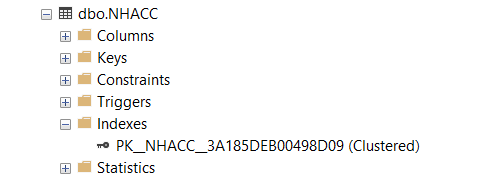 dbo.NHACC
Columns
Keys
Constraints
Triggers
Indexes
PK__NHACC__3A185DEB00498D09 (Clustered)
Statistics